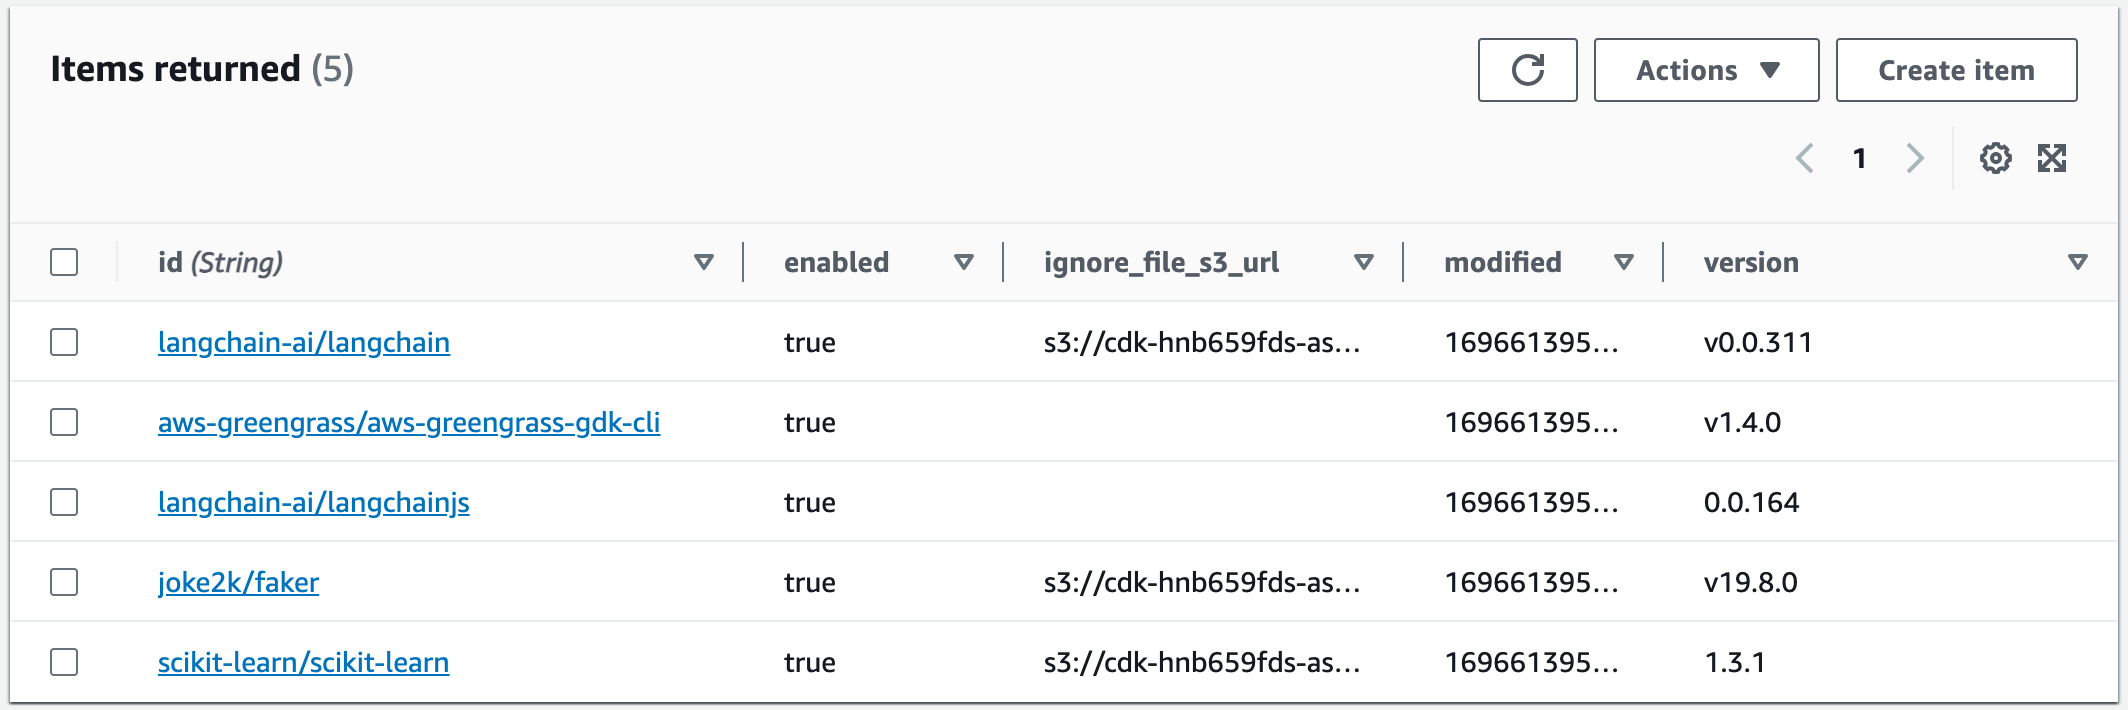 Items returned (5)
Actions
Create item
1
id (String) enabled ignore_file_s3_url modified version
langchain-ai/langchain true s3://cdk-hnb659fds-as... 169661395... v0.0.311
aws-greengrass/aws-greengrass-gdk-cli true 169661395... v1.4.0
langchain-ai/langchainjs true 169661395... 0.0.164
joke2k/faker true s3://cdk-hnb659fds-as... 169661395... v19.8.0
scikit-learn/scikit-learn true s3://cdk-hnb659fds-as... 169661395... 1.3.1